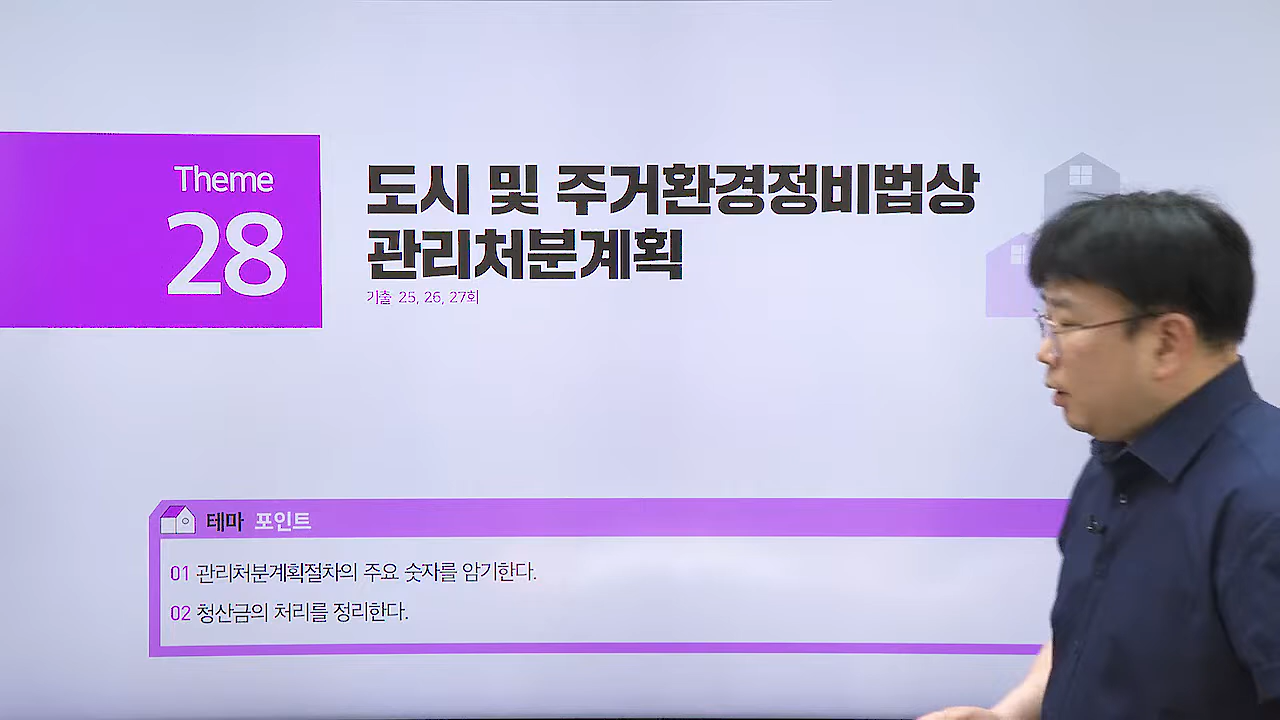 Theme
28
도시 및 주거환경정비법상
관리처분계획
기출 25, 26, 27회
테마 포인트
01 관리처분계획절차의 주요 숫자를 암기한다.
02 청산금의 처리를 정리한다.